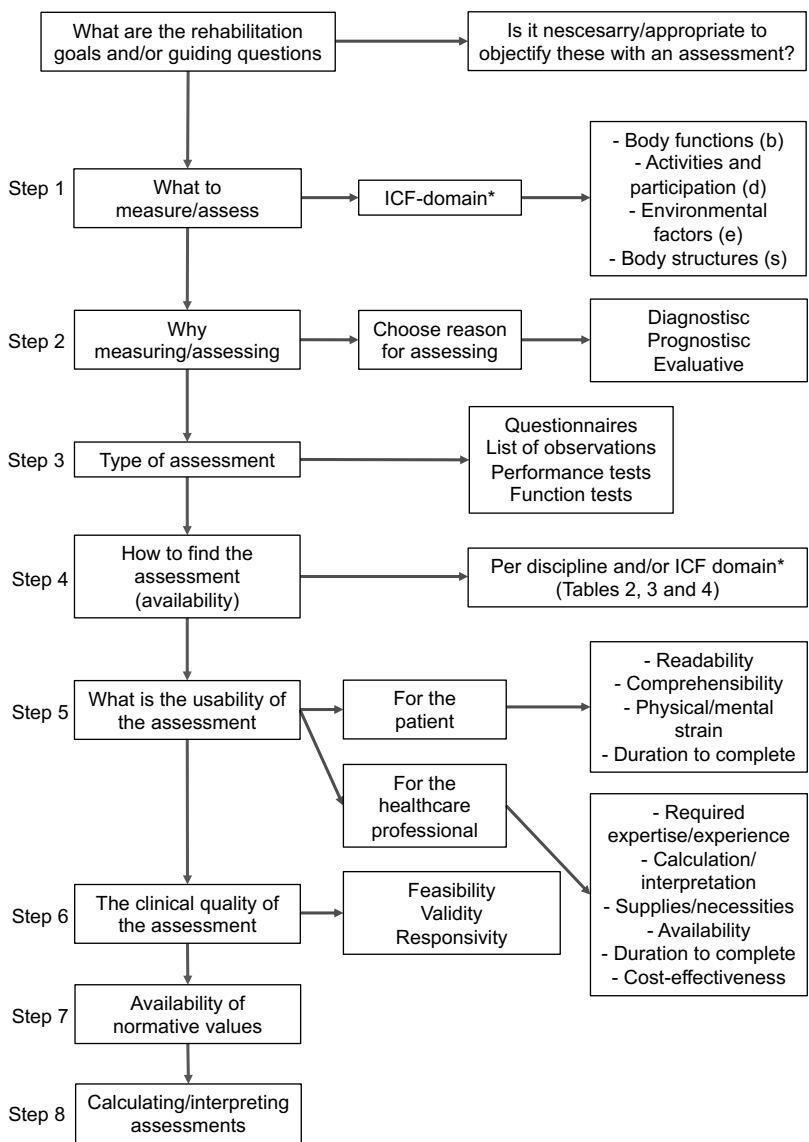 What are the rehabilitation
goals and/or guiding questions
Is it nescesarry/appropriate to
objectify these with an assessment?
Step 1
What to
measure/assess
ICF-domain*
- Body functions (b)
- Activities and
participation (d)
- Environmental
factors (e)
- Body structures (s)
Step 2
Why
measuring/assessing
Choose reason
for assessing
Diagnostisc
Prognostisc
Evaluative
Step 3
Type of assessment
Questionnaires
List of observations
Performance tests
Function tests
Step 4
How to find the
assessment
(availability)
Per discipline and/or ICF domain*
(Tables 2, 3 and 4)
Step 5
What is the usability of
the assessment
For the
patient
- Readability
- Comprehensibility
- Physical/mental
strain
- Duration to complete
For the
healthcare
professional
- Required
expertise/experience
- Calculation/
interpretation
- Supplies/necessities
- Availability
- Duration to complete
- Cost-effectiveness
Step 6
The clinical quality of
the assessment
Feasibility
Validity
Responsivity
Step 7
Availability of
normative values
Step 8
Calculating/interpreting
assessments